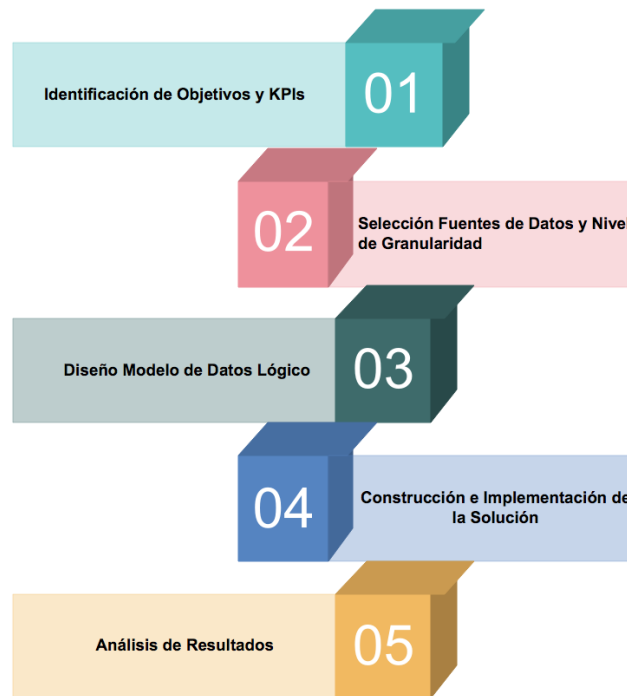 Identificación de Objetivos y KPIs
01
02
Selección Fuentes de Datos y Nivel
de Granularidad
Diseño Modelo de Datos Lógico
03
04
Construcción e Implementación de
la Solución
Análisis de Resultados
05